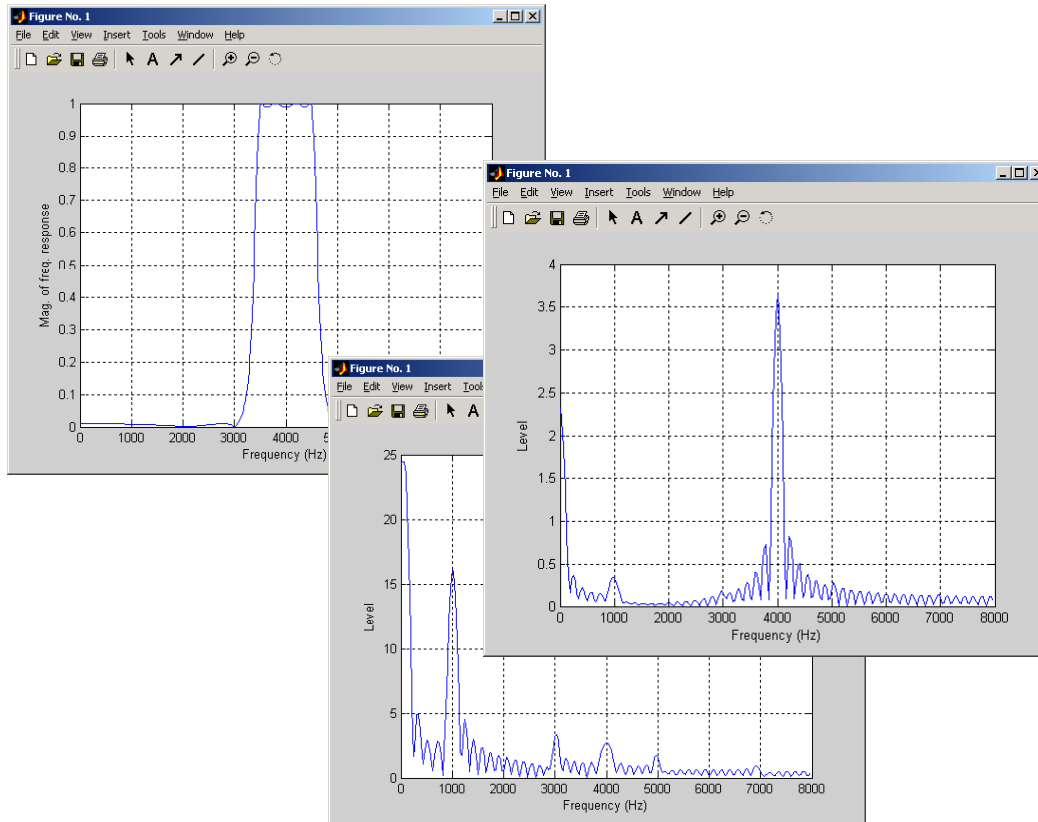 Figure No. 1
File Edit View Insert Tools Window Help
A
1
0.9
0.8
0.7
0.6
0.5
0.4
0.3
0.2
0.1
0
Mag. of freq. response
0 1000 2000 3000 4000
Frequency (Hz)
Figure No. 1
File Edit View Insert Tools Window Help
A
4
3.5
3
2.5
2
1.5
1
0.5
0
Level
0 1000 2000 3000 4000 5000 6000 7000 8000
Frequency (Hz)
Figure No. 1
File Edit View Insert
A
25
20
15
10
5
0
Level
0 1000 2000 3000 4000 5000 6000 7000 8000
Frequency (Hz)